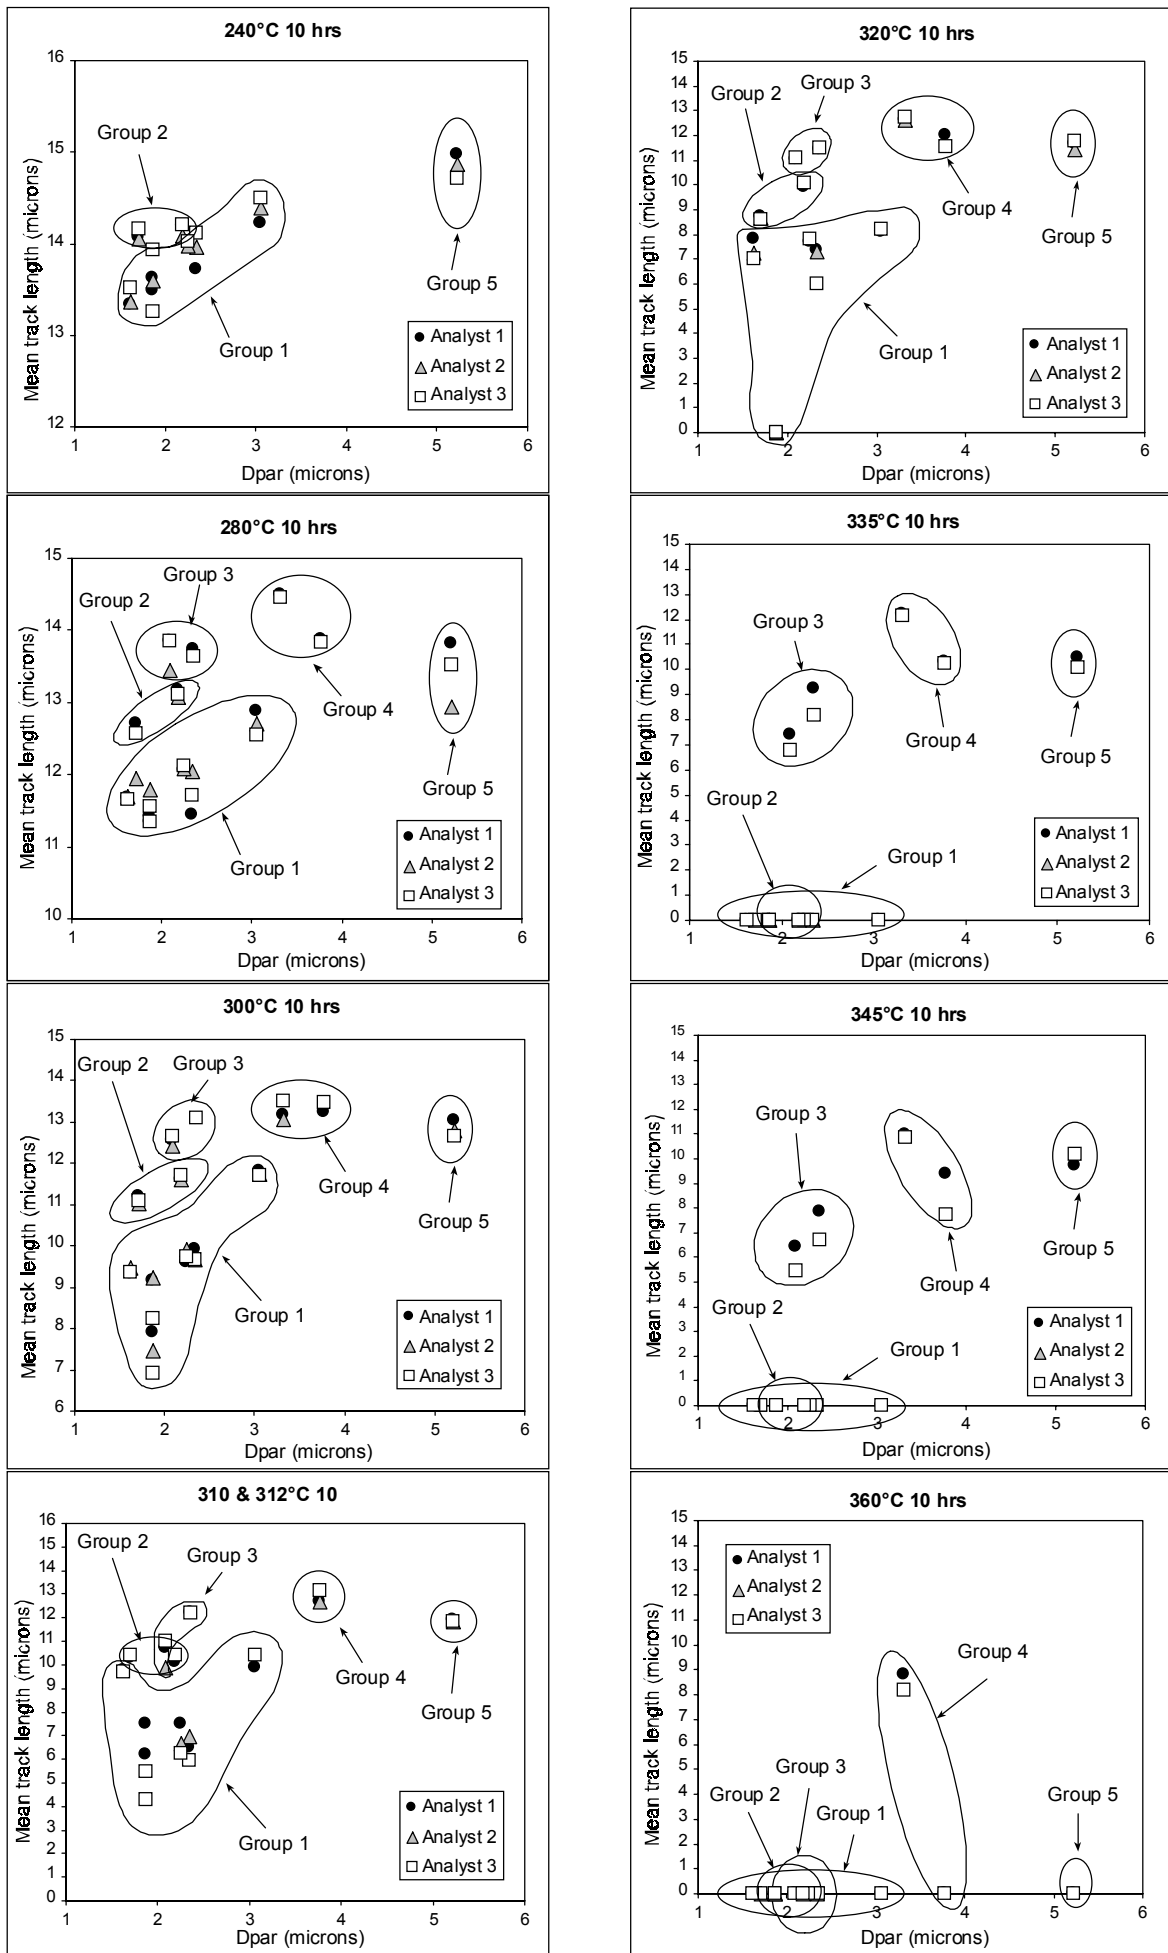 240°C 10 hrs
16
15
14
13
12
Mean track length (microns)
Group 2
Group 1
Group 5
Analyst 1
Analyst 2
Analyst 3
1 2 3 4 5 6
Dpar (microns)
320°C 10 hrs
15
14
13
12
11
10
9
8
7
6
5
4
3
2
1
0
Mean track length (microns)
Group 3
Group 2
Group 4
Group 5
Group 1
Analyst 1
Analyst 2
Analyst 3
1 2 3 4 5 6
Dpar (microns)
280°C 10 hrs
15
14
13
12
11
10
Mean track length (microns)
Group 3
Group 2
Group 4
Group 5
Group 1
Analyst 1
Analyst 2
Analyst 3
1 2 3 4 5 6
Dpar (microns)
335°C 10 hrs
15
14
13
12
11
10
9
8
7
6
5
4
3
2
1
0
Mean track length (microns)
Group 3
Group 4
Group 5
Group 2
Group 1
Analyst 1
Analyst 2
Analyst 3
1 2 3 4 5 6
Dpar (microns)
300°C 10 hrs
15
14
13
12
11
10
9
8
7
6
Mean track length (microns)
Group 2
Group 3
Group 4
Group 5
Group 1
Analyst 1
Analyst 2
Analyst 3
1 2 3 4 5 6
Dpar (microns)
345°C 10 hrs
15
14
13
12
11
10
9
8
7
6
5
4
3
2
1
0
Mean track length (microns)
Group 3
Group 5
Group 4
Group 2
Group 1
Analyst 1
Analyst 2
Analyst 3
1 2 3 4 5 6
Dpar (microns)
310 & 312°C 10
16
15
14
13
12
11
10
9
8
7
6
5
4
3
2
1
0
Mean track length (microns)
Group 2
Group 3
Group 4
Group 5
Group 1
Analyst 1
Analyst 2
Analyst 3
1 2 3 4 5 6
Dpar (microns)
360°C 10 hrs
15
14
13
12
11
10
9
8
7
6
5
4
3
2
1
0
Mean track length (microns)
Analyst 1
Analyst 2
Analyst 3
Group 4
Group 3
Group 2
Group 1
Group 5
1 2 3 4 5 6
Dpar (microns)